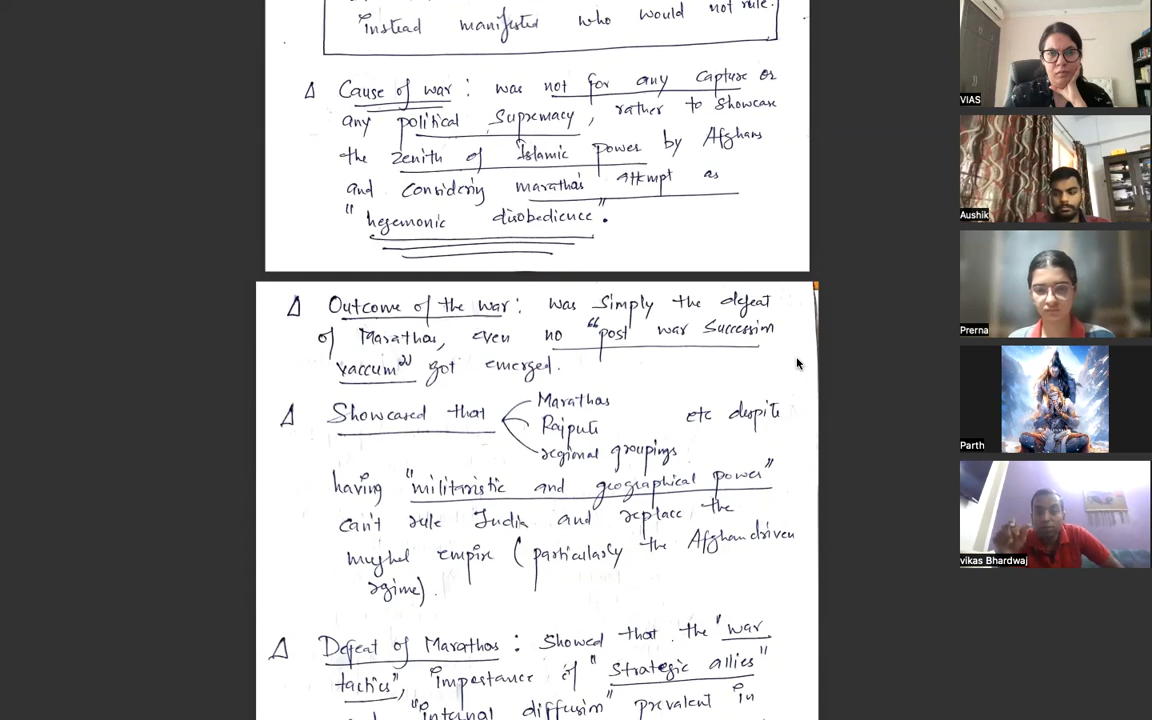 Instead manifested who would not rule.
Δ Cause of war : was not for any capture or
any political supremacy, rather to showcase
the zenith of Islamic power by Afghans
and considering maratha's attmpt as
"hegemonic disobedience".
Δ Outcome of the war : was simply the defeat
of Marathas, even no "post war succession
vaccum" got emerged.
Δ Showcased that
Marathas
Rajputs
regional groupings
etc despite
having "militaristic and geographical power"
can't rule India and replace the
mughal empire (particularly the Afghan driven
regime).
Δ Defeat of Marathas : Showed that the "war
tactics", importance of "strategic allies"
"internal diffusion" prevalent in
VIAS
Aushik
Prerna
Parth
vikas Bhardwaj